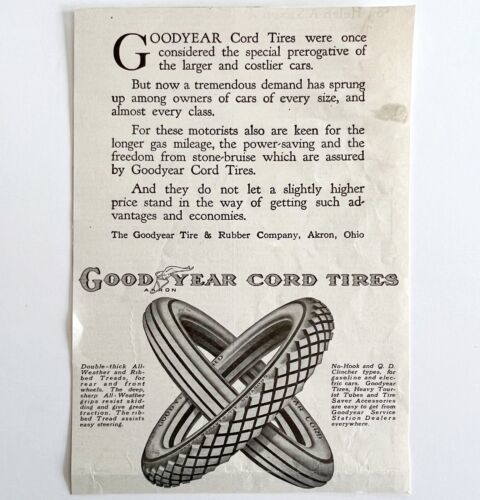 GOODYEAR Cord Tires were once
considered the special prerogative of
the larger and costlier cars.
But now a tremendous demand has sprung
up among owners of cars of every size, and
almost every class.
For these motorists also are keen for the
longer gas mileage, the power-saving and the
freedom from stone-bruise which are assured
by Goodyear Cord Tires.
And they do not let a slightly higher
price stand in the way of getting such ad-
vantages and economies.
The Goodyear Tire & Rubber Company, Akron, Ohio
GOODYEAR CORD TIRES
AKRON
Double-thick All-
Weather and Rib-
bed Treads, for
rear and front
wheels. The deep,
sharp All-Weather
grips resist skid-
ding and give great
traction. The rib-
bed Tread assists
easy steering.
No-Hook and Q. D.
Clincher types, for
gasoline and elec-
tric cars. Goodyear
Tires, Heavy Tour-
ist Tubes and Tire
Saver Accessories
are easy to get from
Goodyear Service
Station Dealers
everywhere.